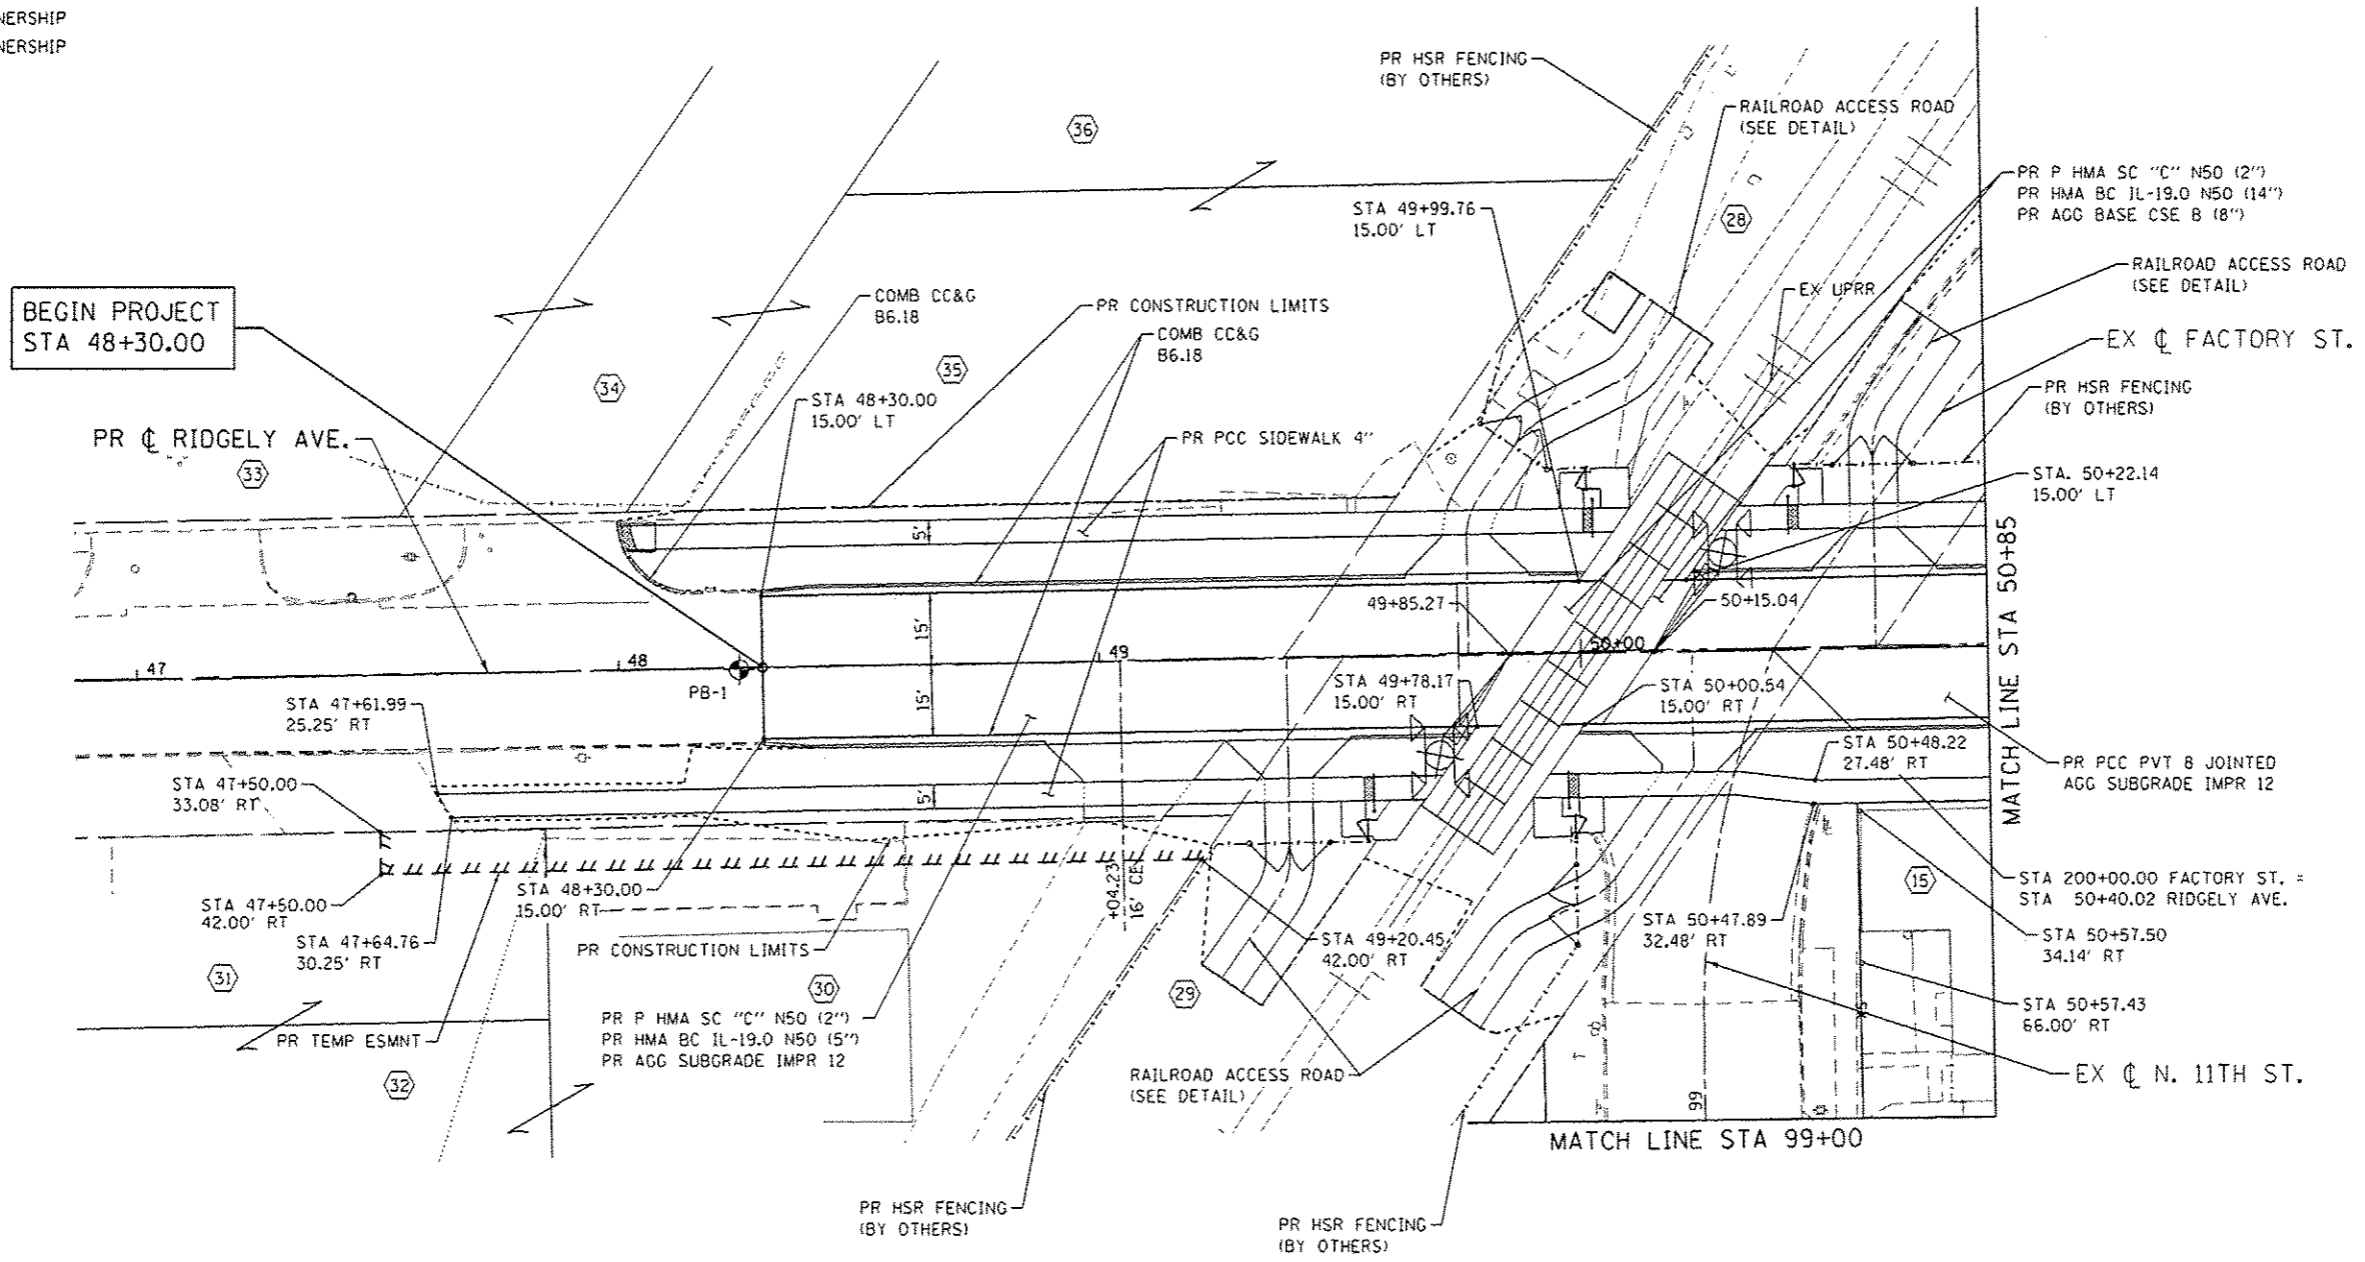 NERSHIP
NERSHIP
PR HSR FENCING
(BY OTHERS)
RAILROAD ACCESS ROAD
(SEE DETAIL)
36
PR P HMA SC "C" N50 (2")
PR HMA BC IL-19.0 N50 (14")
PR AGG BASE CSE B (8")
STA 49+99.76
15.00' LT
28
RAILROAD ACCESS ROAD
(SEE DETAIL)
BEGIN PROJECT
STA 48+30.00
COMB CC&G
B6.18
PR CONSTRUCTION LIMITS
COMB CC&G
B6.18
EX UPRR
EX ℄ FACTORY ST.
34
35
STA 48+30.00
15.00' LT
PR HSR FENCING
(BY OTHERS)
PR ℄ RIDGELY AVE.
33
PR PCC SIDEWALK 4"
STA. 50+22.14
15.00' LT
5'
49+85.27
50+15.04
15'
MATCH LINE STA 50+85
47
48
49
50+00
PB-1
15'
STA 49+78.17
15.00' RT
STA 50+00.54
15.00' RT
STA 47+61.99
25.25' RT
STA 50+48.22
27.48' RT
PR PCC PVT 8 JOINTED
AGG SUBGRADE IMPR 12
STA 47+50.00
33.08' RT
5'
STA 47+50.00
42.00' RT
STA 48+30.00
15.00' RT
+04.23
16' CE
15
STA 200+00.00 FACTORY ST. =
STA 50+40.02 RIDGELY AVE.
STA 47+64.76
30.25' RT
PR CONSTRUCTION LIMITS
STA 49+20.45
42.00' RT
STA 50+47.89
32.48' RT
STA 50+57.50
34.14' RT
31
30
29
STA 50+57.43
66.00' RT
PR TEMP ESMNT
PR P HMA SC "C" N50 (2")
PR HMA BC IL-19.0 N50 (5")
PR AGG SUBGRADE IMPR 12
32
RAILROAD ACCESS ROAD
(SEE DETAIL)
99
EX ℄ N. 11TH ST.
MATCH LINE STA 99+00
PR HSR FENCING
(BY OTHERS)
PR HSR FENCING
(BY OTHERS)